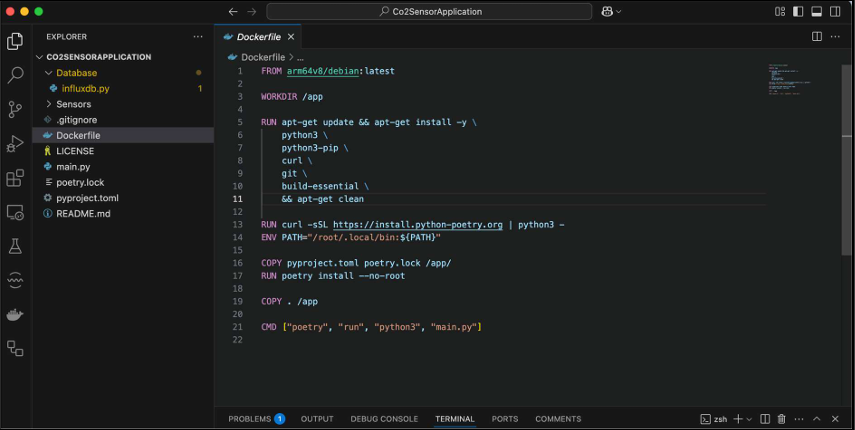 Co2SensorApplication
EXPLORER
CO2SENSORAPPLICATION
Database
influxdb.py 1
Sensors
.gitignore
Dockerfile
LICENSE
main.py
poetry.lock
pyproject.toml
README.md
Dockerfile
Dockerfile > ...
1 FROM arm64v8/debian:latest
2
3 WORKDIR /app
4
5 RUN apt-get update && apt-get install -y \
6 python3 \
7 python3-pip \
8 curl \
9 git \
10 build-essential \
11 && apt-get clean
12
13 RUN curl -sSL https://install.python-poetry.org | python3 -
14 ENV PATH="/root/.local/bin:${PATH}"
15
16 COPY pyproject.toml poetry.lock /app/
17 RUN poetry install --no-root
18
19 COPY . /app
20
21 CMD ["poetry", "run", "python3", "main.py"]
22
PROBLEMS 1 OUTPUT DEBUG CONSOLE TERMINAL PORTS COMMENTS zsh